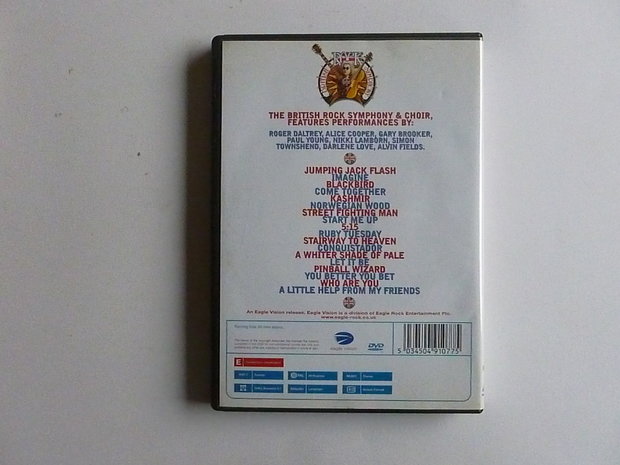 ROCK
THE BRITISH ROCK SYMPHONY & CHOIR,
FEATURES PERFORMANCES BY:
ROGER DALTREY, ALICE COOPER, GARY BROOKER,
PAUL YOUNG, NIKKI LAMBORN, SIMON
TOWNSHEND, DARLENE LOVE, ALVIN FIELDS.
JUMPING JACK FLASH
IMAGINE
BLACKBIRD
COME TOGETHER
KASHMIR
NORWEGIAN WOOD
STREET FIGHTING MAN
START ME UP
5:15
RUBY TUESDAY
STAIRWAY TO HEAVEN
CONQUISTADOR
A WHITER SHADE OF PALE
LET IT BE
PINBALL WIZARD
YOU BETTER YOU BET
WHO ARE YOU
A LITTLE HELP FROM MY FRIENDS
An Eagle Vision release. Eagle Vision is a division of Eagle Rock Entertainment Plc.
www.eagle-rock.co.uk
eagle vision
DVD
5 034504 910775
E